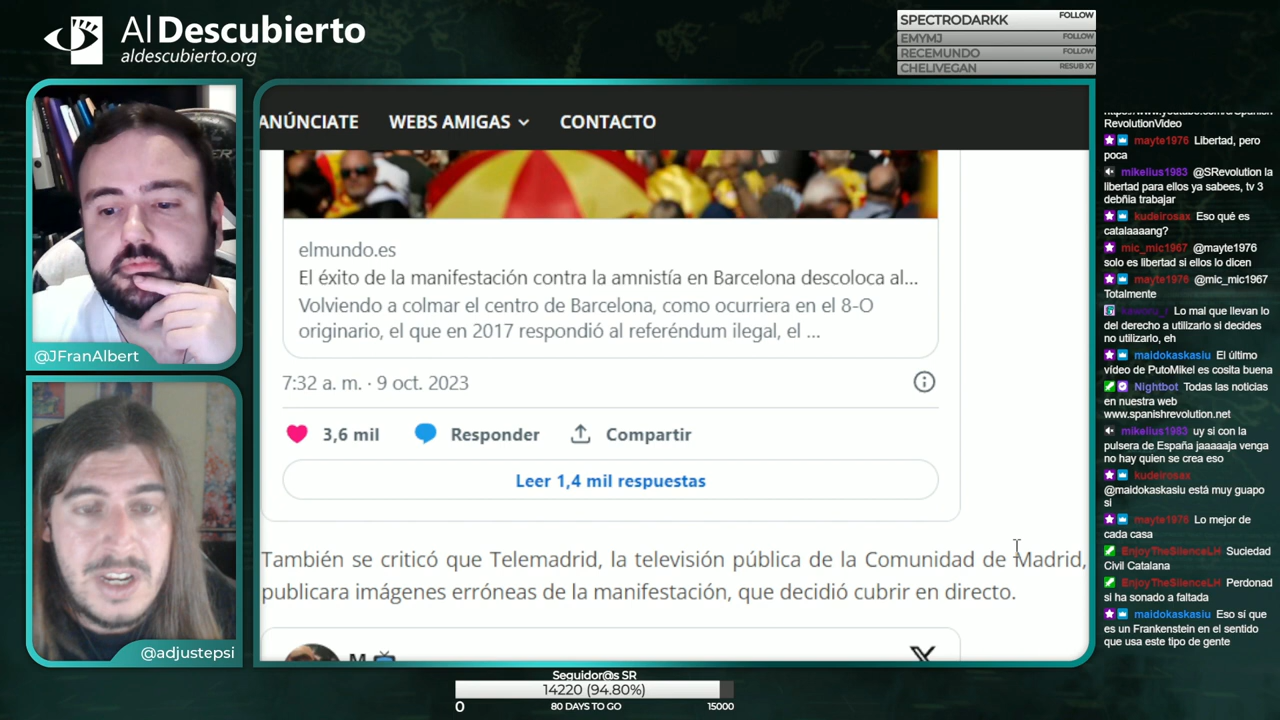 Al Descubierto
aldescubierto.org
SPECTRODARKK FOLLOW
EMYMJ FOLLOW
RECEMUNDO FOLLOW
CHELIVEGAN RESUB X7
@JFranAlbert
@adjustepsi
ANÚNCIATE WEBS AMIGAS CONTACTO
elmundo.es
El éxito de la manifestación contra la amnistía en Barcelona descoloca al...
Volviendo a colmar el centro de Barcelona, como ocurriera en el 8-O
originario, el que en 2017 respondió al referéndum ilegal, el ...
7:32 a. m. · 9 oct. 2023
3,6 mil Responder Compartir
Leer 1,4 mil respuestas
También se criticó que Telemadrid, la televisión pública de la Comunidad de Madrid,
publicara imágenes erróneas de la manifestación, que decidió cubrir en directo.
RevolutionVideo
mayte1976 Libertad, pero
poca
mikelius1983 @SRevolution la
libertad para ellos ya sabees, tv 3
debñia trabajar
kudeirosax Eso qué es
catalaaaang?
mic_mic1967 @mayte1976
solo es libertad si ellos lo dicen
mayte1976 @mic_mic1967
Totalmente
Lo mal que llevan lo
del derecho a utilizarlo si decides
no utilizarlo, eh
maidokaskasiu El último
vídeo de PutoMikel es cosita buena
Nightbot Todas las noticias
en nuestra web
www.spanishrevolution.net
mikelius1983 uy si con la
pulsera de España jaaaaaja venga
no hay quien se crea eso
kudeirosax
@maidokaskasiu está muy guapo
si
mayte1976 Lo mejor de
cada casa
EnjoyTheSilenceLH Suciedad
Civil Catalana
EnjoyTheSilenceLH Perdonad
si ha sonado a faltada
maidokaskasiu Eso sí que
es un Frankenstein en el sentido
que usa este tipo de gente
Seguidor@s SR
14220 (94.80%)
0 80 DAYS TO GO 15000